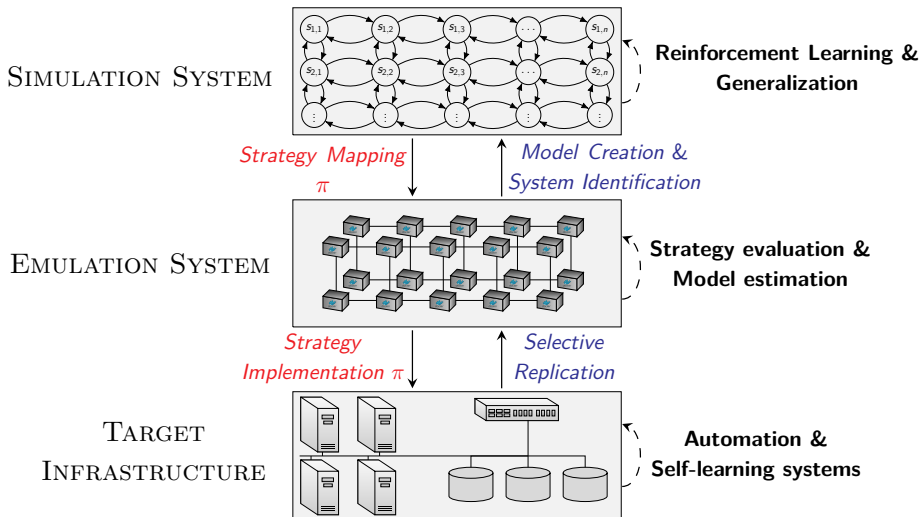 s1,1 s1,2 s1,3 ... s1,n
SIMULATION SYSTEM
Reinforcement Learning &
Generalization
s2,1 s2,2 s2,3 ... s2,n
⋮ ⋮ ⋮ ⋮ ⋮
Strategy Mapping
π
Model Creation &
System Identification
EMULATION SYSTEM
Strategy evaluation &
Model estimation
Strategy
Implementation π
Selective
Replication
TARGET
INFRASTRUCTURE
Automation &
Self-learning systems